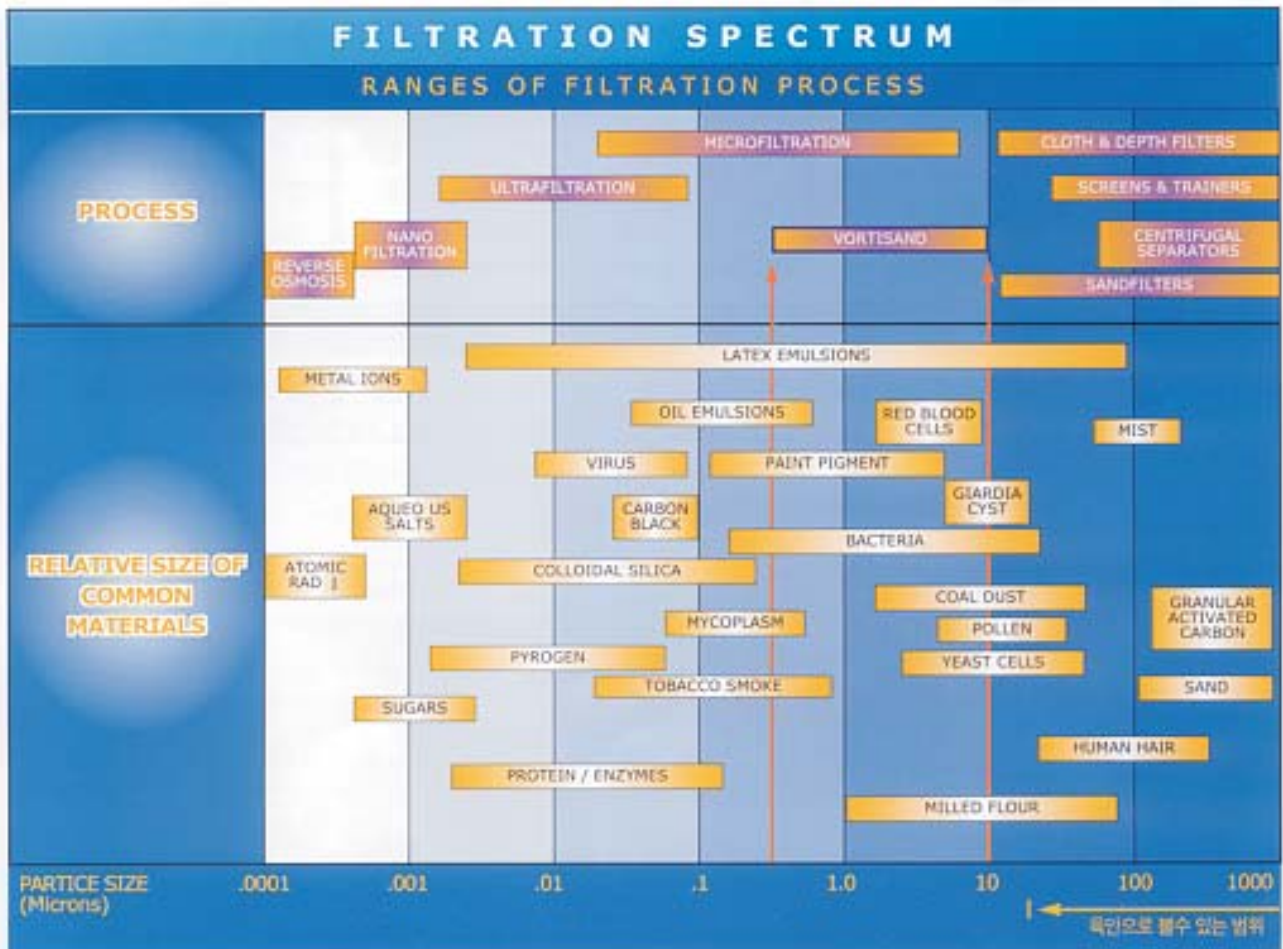 FILTRATION SPECTRUM
RANGES OF FILTRATION PROCESS
PROCESS
MICROFILTRATION
CLOTH & DEPTH FILTERS
ULTRAFILTRATION
SCREENS & TRAINERS
NANO
FILTRATION
VORTISAND
CENTRIFUGAL
SEPARATORS
REVERSE
OSMOSIS
SANDFILTERS
RELATIVE SIZE OF
COMMON
MATERIALS
LATEX EMULSIONS
METAL IONS
OIL EMULSIONS
RED BLOOD
CELLS
MIST
VIRUS
PAINT PIGMENT
GIARDIA
CYST
AQUEO US
SALTS
CARBON
BLACK
BACTERIA
ATOMIC
RAD 1
COLLOIDAL SILICA
COAL DUST
GRANULAR
ACTIVATED
CARBON
MYCOPLASM
POLLEN
PYROGEN
YEAST CELLS
TOBACCO SMOKE
SAND
SUGARS
HUMAN HAIR
PROTEIN / ENZYMES
MILLED FLOUR
PARTICE SIZE
(Microns)
.0001 .001 .01 .1 1.0 10 100 1000
육안으로 볼수 있는 범위